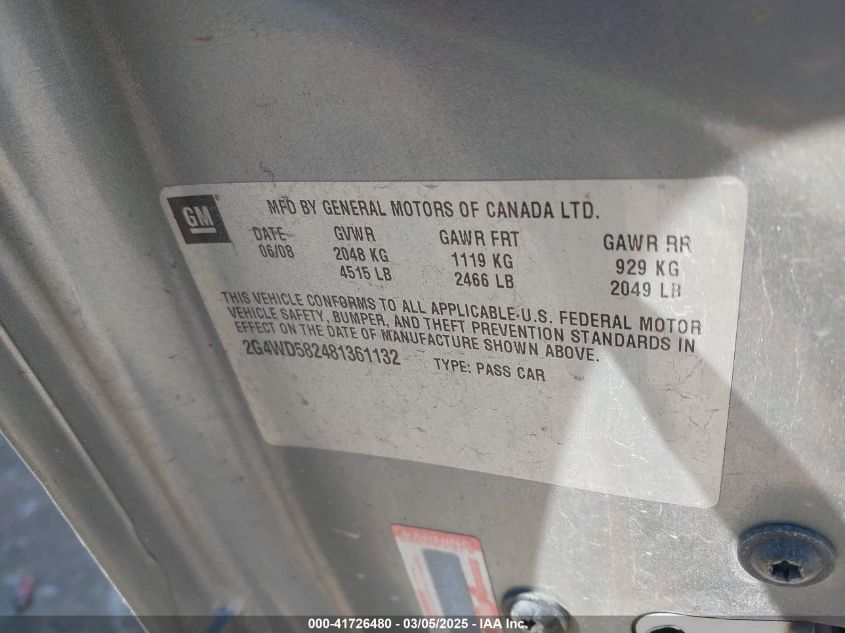 GM
MFD BY GENERAL MOTORS OF CANADA LTD.
DATE GVWR GAWR FRT GAWR RR
06/08 2048 KG 1119 KG 929 KG
4515 LB 2466 LB 2049 LB
THIS VEHICLE CONFORMS TO ALL APPLICABLE U.S. FEDERAL MOTOR
VEHICLE SAFETY, BUMPER, AND THEFT PREVENTION STANDARDS IN
EFFECT ON THE DATE OF MANUFACTURE SHOWN ABOVE.
2G4WD582481361132 TYPE: PASS CAR
WARNING
000-41726480 - 03/05/2025 - IAA Inc.